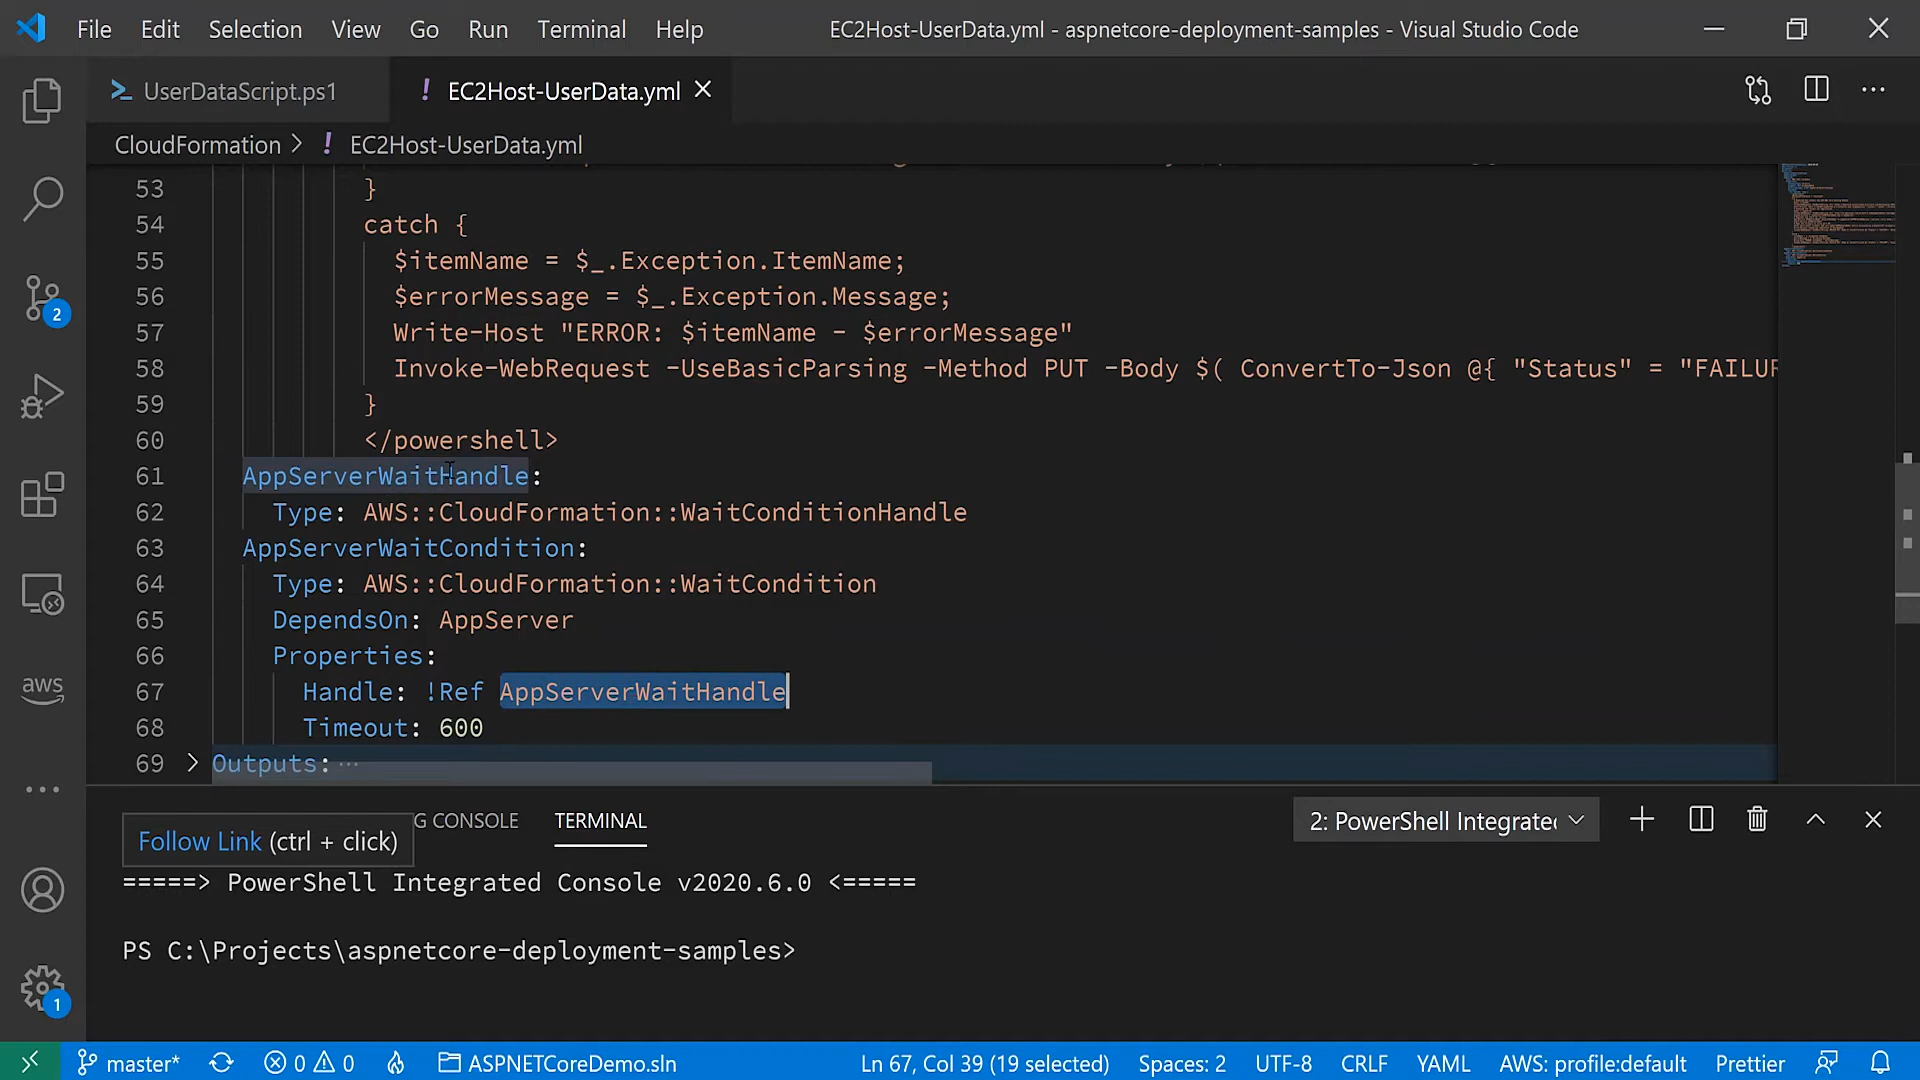 File Edit Selection View Go Run Terminal Help EC2Host-UserData.yml - aspnetcore-deployment-samples - Visual Studio Code
UserDataScript.ps1 ! EC2Host-UserData.yml
CloudFormation > ! EC2Host-UserData.yml
53 }
54 catch {
55 $itemName = $_.Exception.ItemName;
56 $errorMessage = $_.Exception.Message;
57 Write-Host "ERROR: $itemName - $errorMessage"
58 Invoke-WebRequest -UseBasicParsing -Method PUT -Body $( ConvertTo-Json @{ "Status" = "FAILUR
59 }
60 </powershell>
61 AppServerWaitHandle:
62 Type: AWS::CloudFormation::WaitConditionHandle
63 AppServerWaitCondition:
64 Type: AWS::CloudFormation::WaitCondition
65 DependsOn: AppServer
66 Properties:
67 Handle: !Ref AppServerWaitHandle
68 Timeout: 600
69 > Outputs: ...
2
aws
1
Follow Link (ctrl + click)
G CONSOLE TERMINAL 2: PowerShell Integrate
=====> PowerShell Integrated Console v2020.6.0 <=====
PS C:\Projects\aspnetcore-deployment-samples>
master* 0 0 ASPNETCoreDemo.sln Ln 67, Col 39 (19 selected) Spaces: 2 UTF-8 CRLF YAML AWS: profile:default Prettier